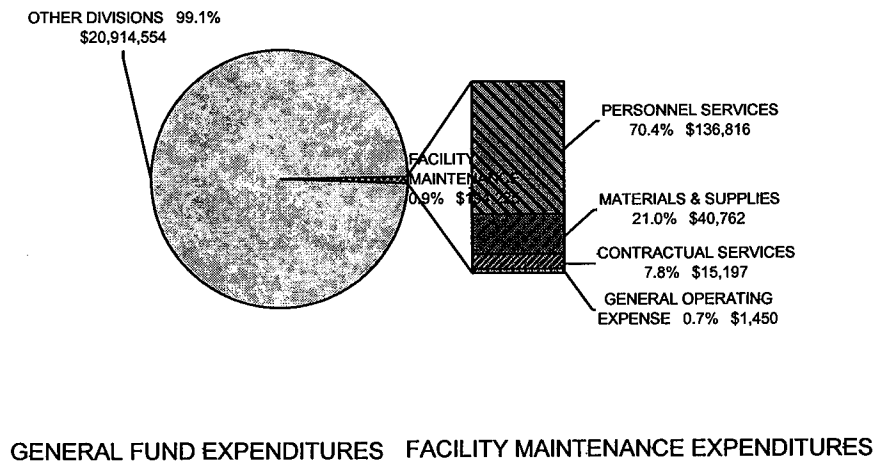 OTHER DIVISIONS 99.1%
$20,914,554
FACILITY
MAINTENANCE
0.9%
PERSONNEL SERVICES
70.4% $136,816
MATERIALS & SUPPLIES
21.0% $40,762
CONTRACTUAL SERVICES
7.8% $15,197
GENERAL OPERATING
EXPENSE 0.7% $1,450
GENERAL FUND EXPENDITURES FACILITY MAINTENANCE EXPENDITURES